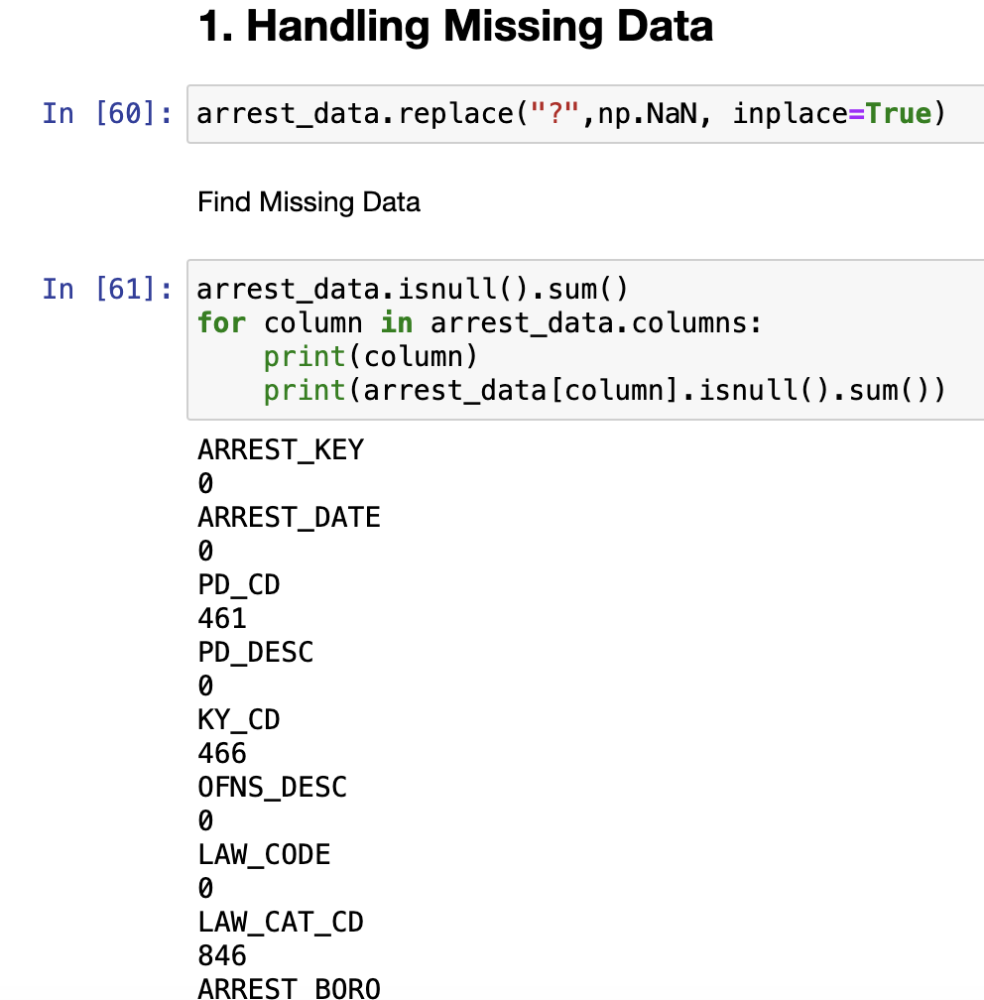 1. Handling Missing Data
In [60]: arrest_data.replace("?",np.NaN, inplace=True)
Find Missing Data
In [61]: arrest_data.isnull().sum()
for column in arrest_data.columns:
    print(column)
    print(arrest_data[column].isnull().sum())
ARREST_KEY
0
ARREST_DATE
0
PD_CD
461
PD_DESC
0
KY_CD
466
OFNS_DESC
0
LAW_CODE
0
LAW_CAT_CD
846
ARREST_BORO